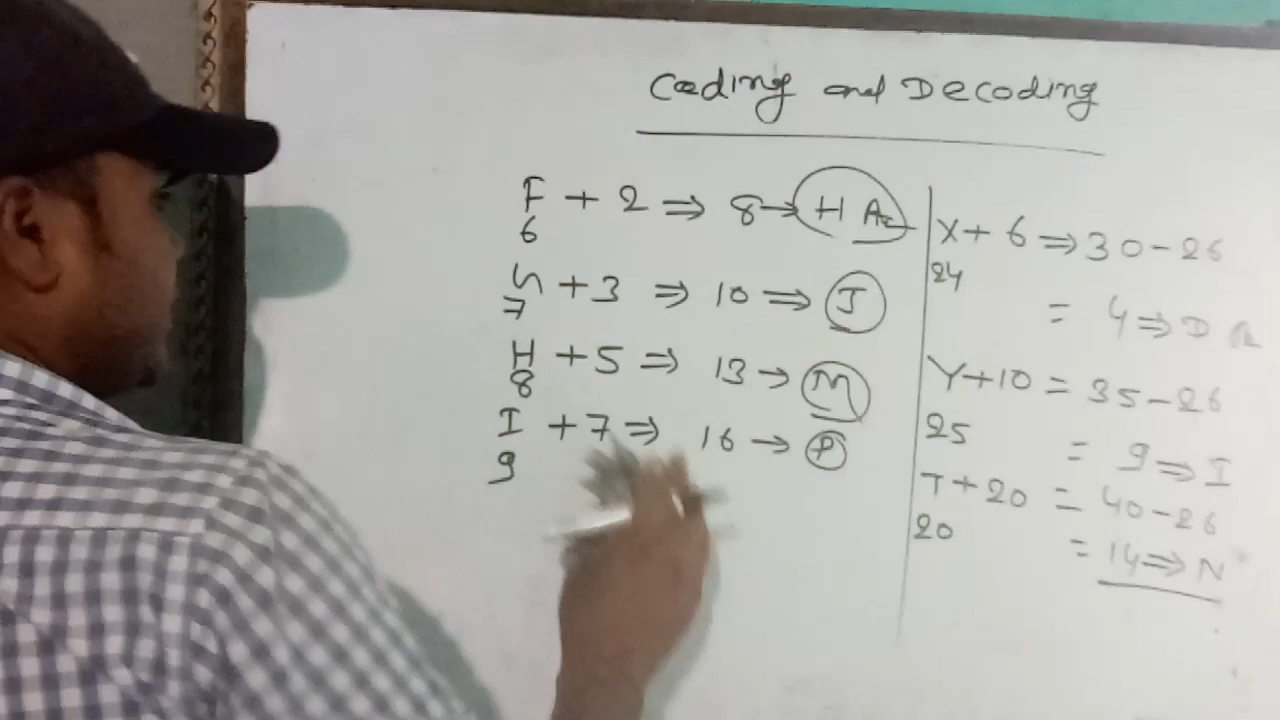 Coding and Decoding
F + 2 ⇒ 8 → H
6
G + 3 ⇒ 10 ⇒ J
7
H + 5 ⇒ 13 → M
8
I + 7 ⇒ 16 → P
9
X + 6 ⇒ 30 - 26
24
= 4 ⇒ D
Y + 10 = 35 - 26
25
= 9 ⇒ I
T + 20 = 40 - 26
20
= 14 ⇒ N